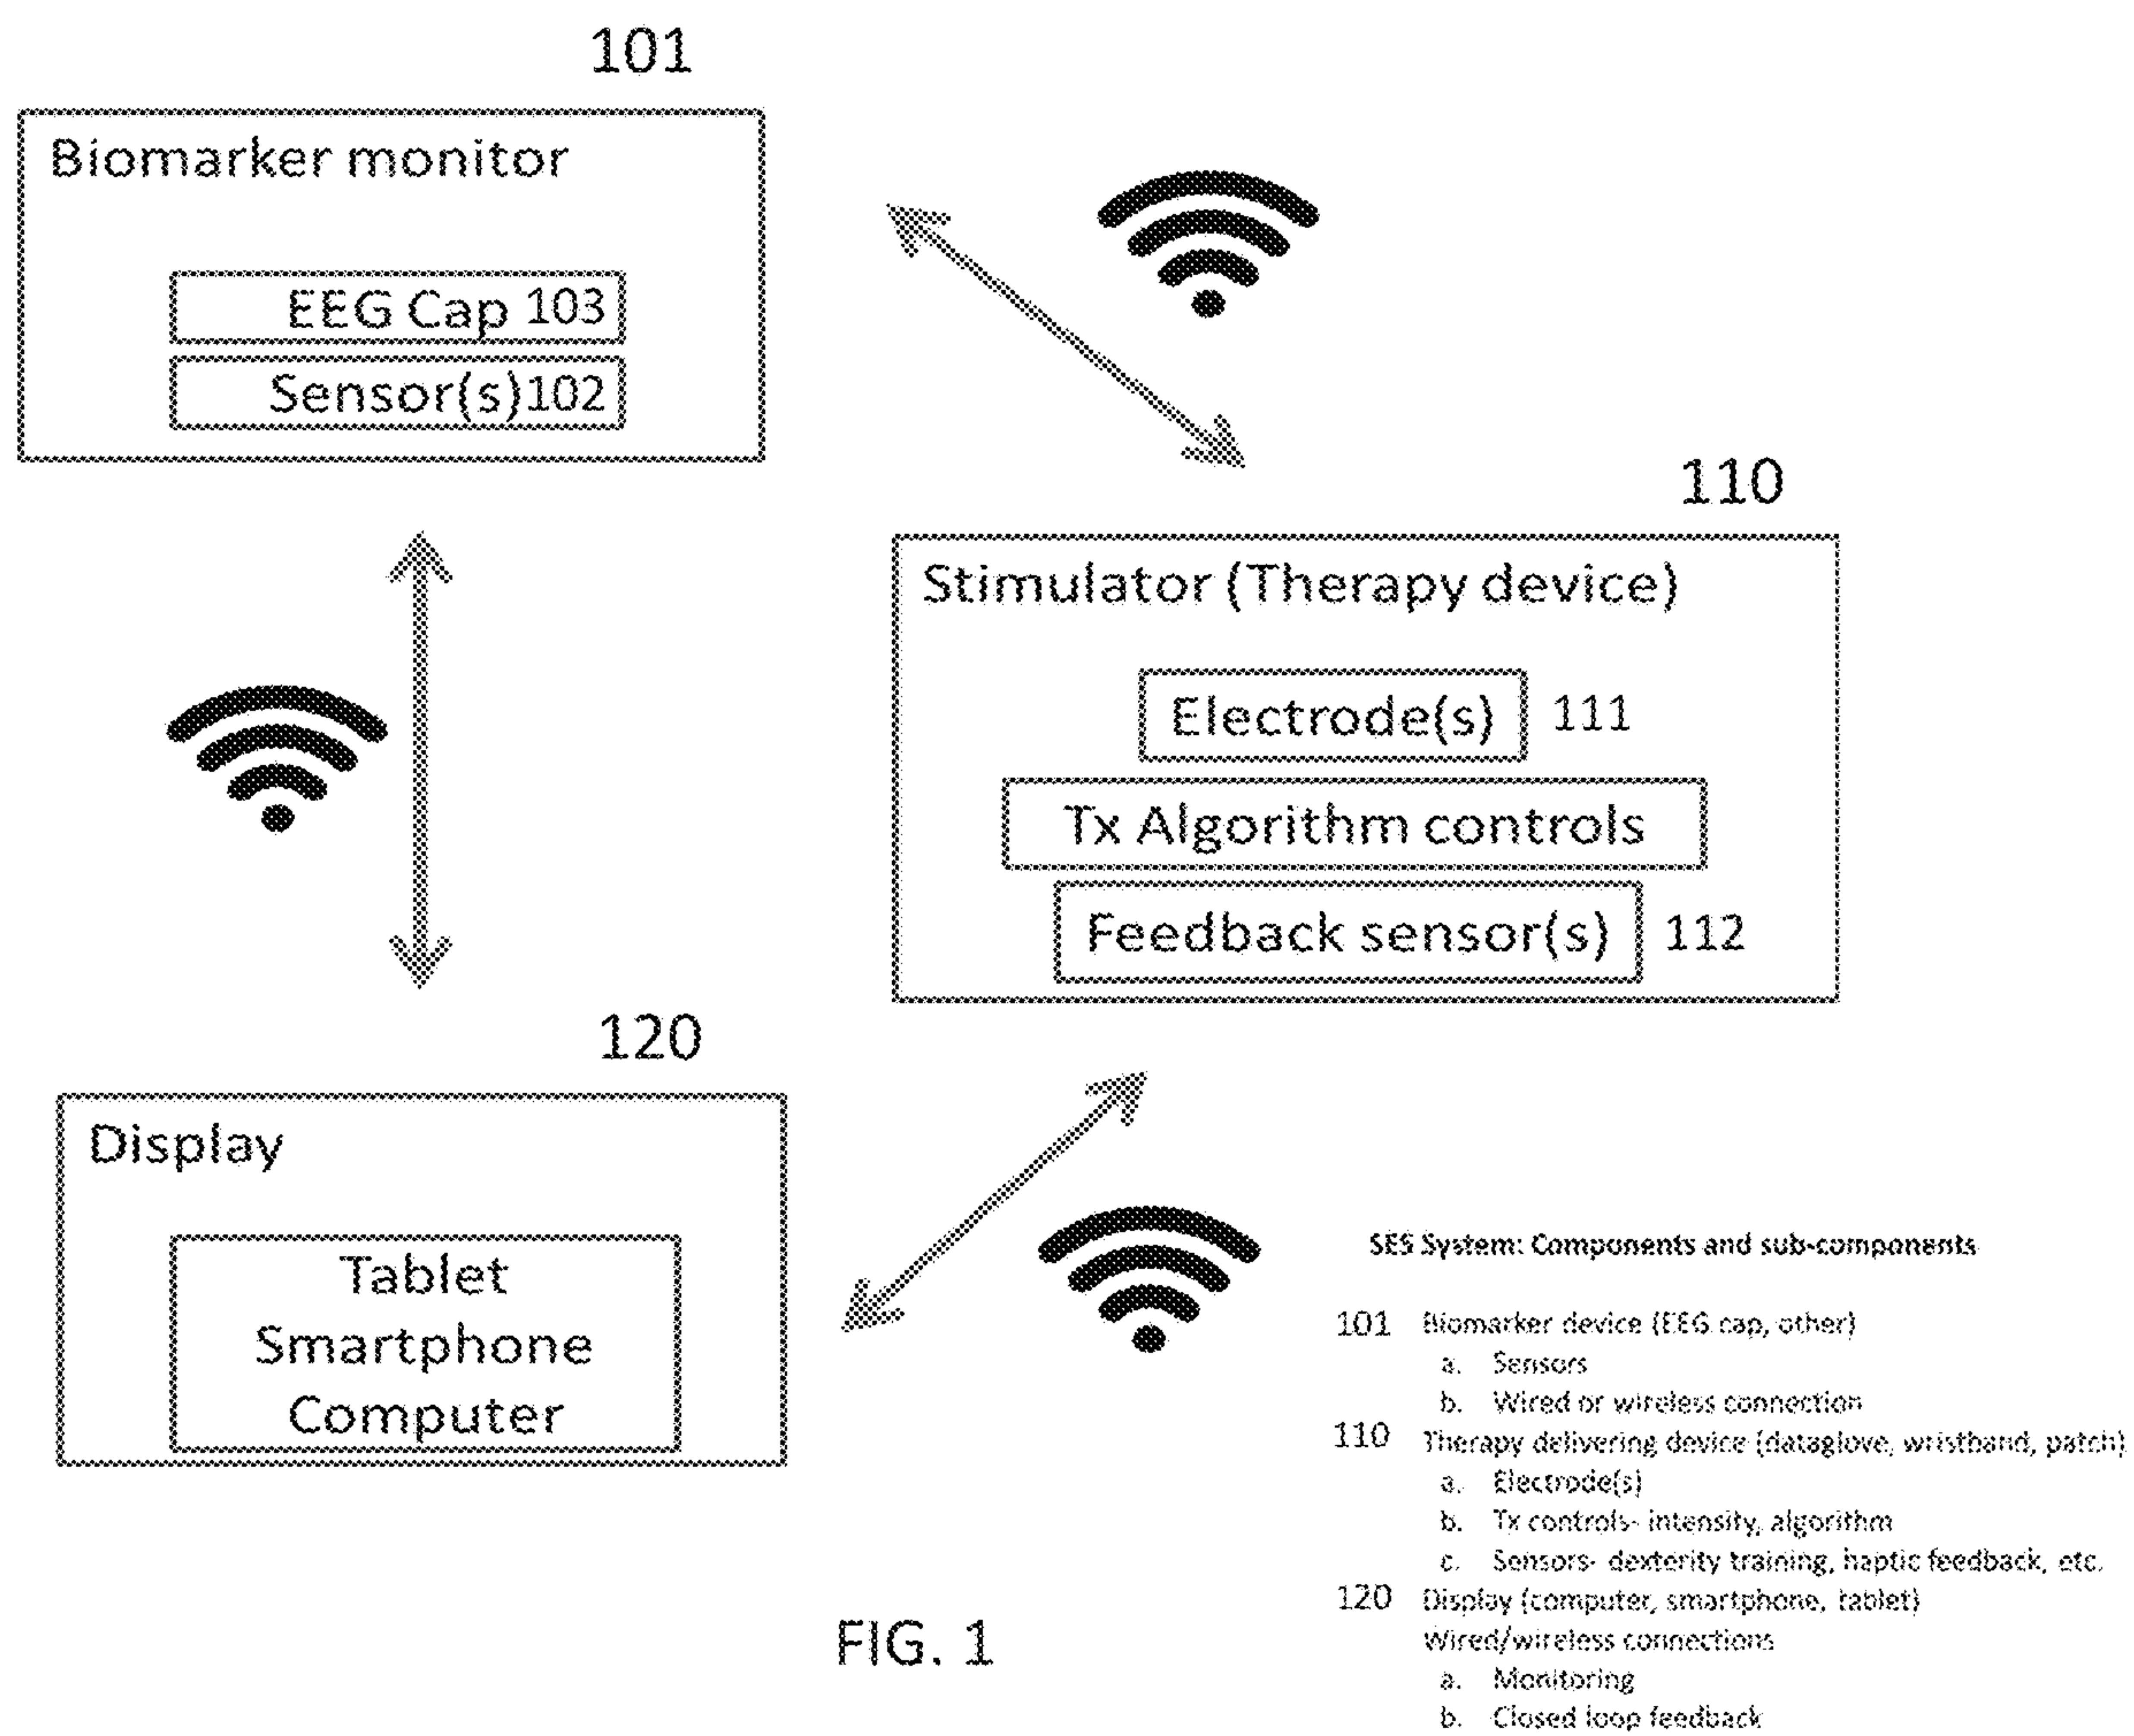 101
Biomarker monitor
EEG Cap 103
Sensor(s)102
110
Stimulator (Therapy device)
Electrode(s) 111
Tx Algorithm controls
Feedback sensor(s) 112
120
Display
Tablet
Smartphone
Computer
SES System: Components and sub-components
101 Biomarker device (EEG cap, other)
a. Sensors
b. Wired or wireless connection
110 Therapy delivering device (dataglove, wristband, patch)
a. Electrode(s)
b. Tx controls- intensity, algorithm
c. Sensors- dexterity training, haptic feedback, etc.
120 Display (computer, smartphone, tablet)
Wired/wireless connections
a. Monitoring
b. Closed loop feedback
FIG. 1